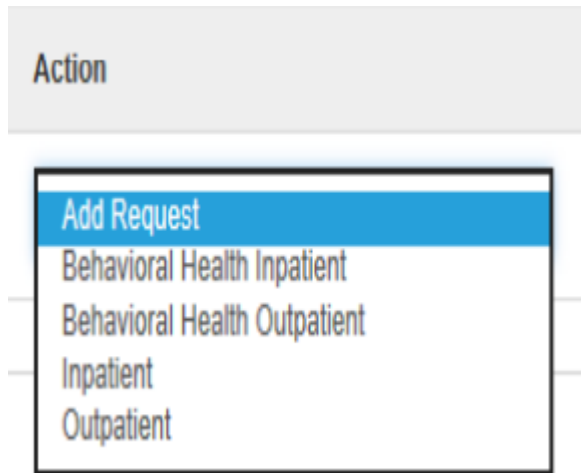 Action
Add Request
Behavioral Health Inpatient
Behavioral Health Outpatient
Inpatient
Outpatient